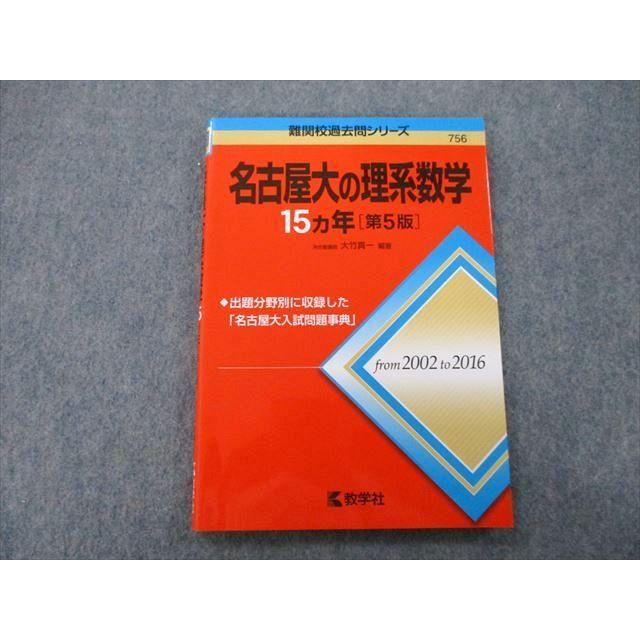 難関校過去問シリーズ
756
名古屋大の理系数学
15カ年[第5版]
大竹真一 編著
◆出題分野別に収録した
「名古屋大入試問題事典」
from 2002 to 2016
教学社